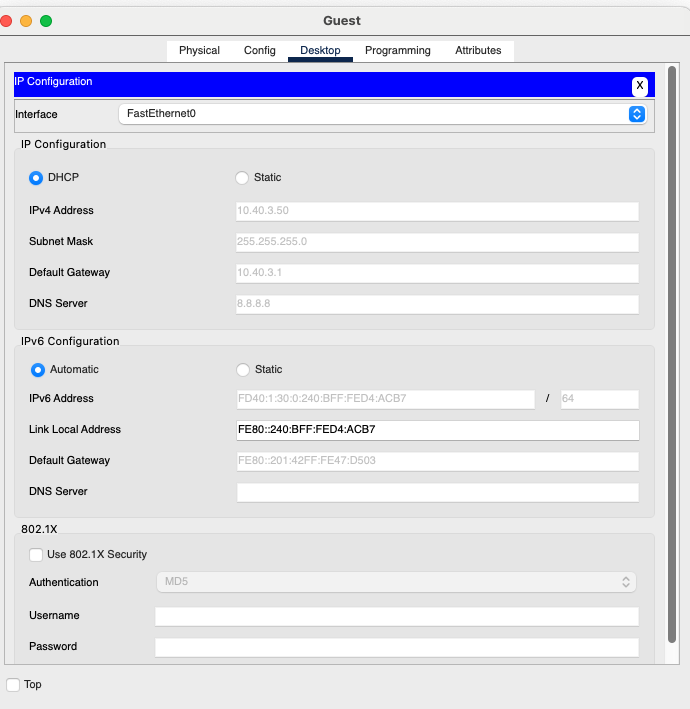 Guest
Physical Config Desktop Programming Attributes
IP Configuration
X
Interface FastEthernet0
IP Configuration
DHCP Static
IPv4 Address 10.40.3.50
Subnet Mask 255.255.255.0
Default Gateway 10.40.3.1
DNS Server 8.8.8.8
IPv6 Configuration
Automatic Static
IPv6 Address FD40:1:30:0:240:BFF:FED4:ACB7 / 64
Link Local Address FE80::240:BFF:FED4:ACB7
Default Gateway FE80::201:42FF:FE47:D503
DNS Server
802.1X
Use 802.1X Security
Authentication MD5
Username
Password
Top